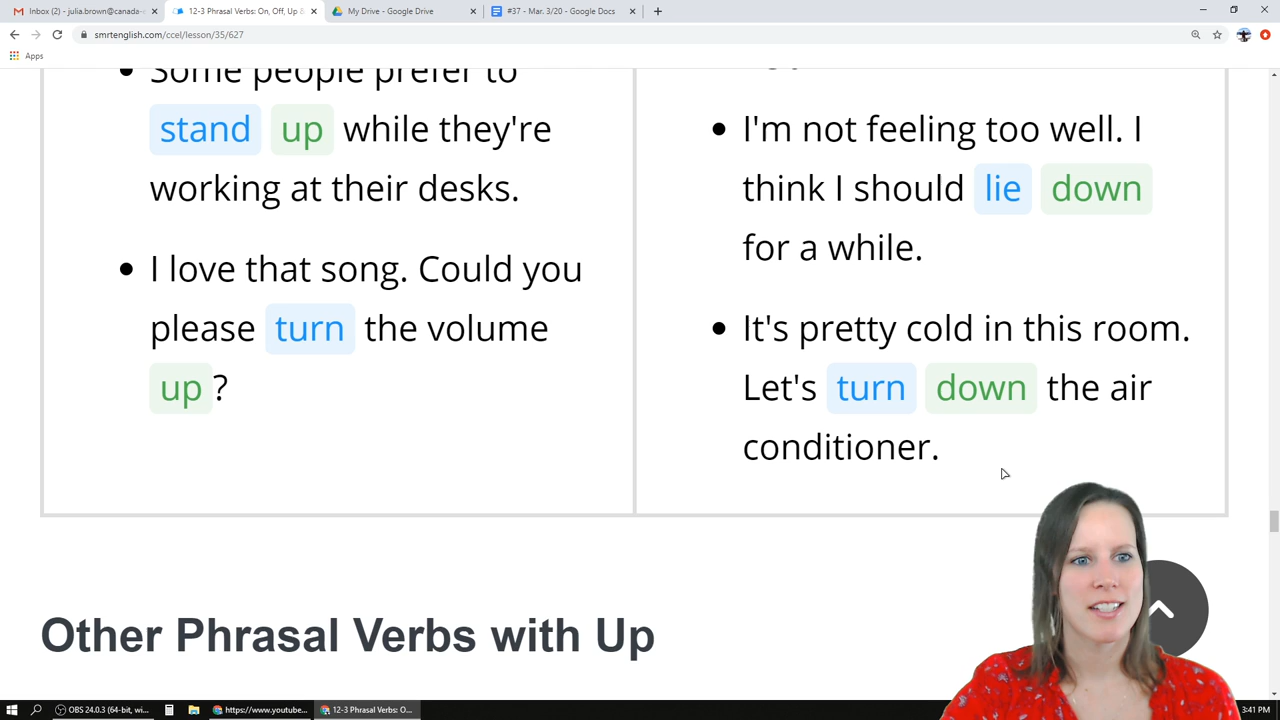 Inbox (2) - julia.brown@canada-
12-3 Phrasal Verbs: On, Off, Up &
My Drive - Google Drive
#37 - Mar. 3/20 - Google Docs
smrtenglish.com/ccel/lesson/35/627
Apps
Some people prefer to
stand up while they're
working at their desks.
I love that song. Could you
please turn the volume
up?
I'm not feeling too well. I
think I should lie down
for a while.
It's pretty cold in this room.
Let's turn down the air
conditioner.
Other Phrasal Verbs with Up
OBS 24.0.3 (64-bit, wi...
https://www.youtube...
12-3 Phrasal Verbs: O...
3:41 PM